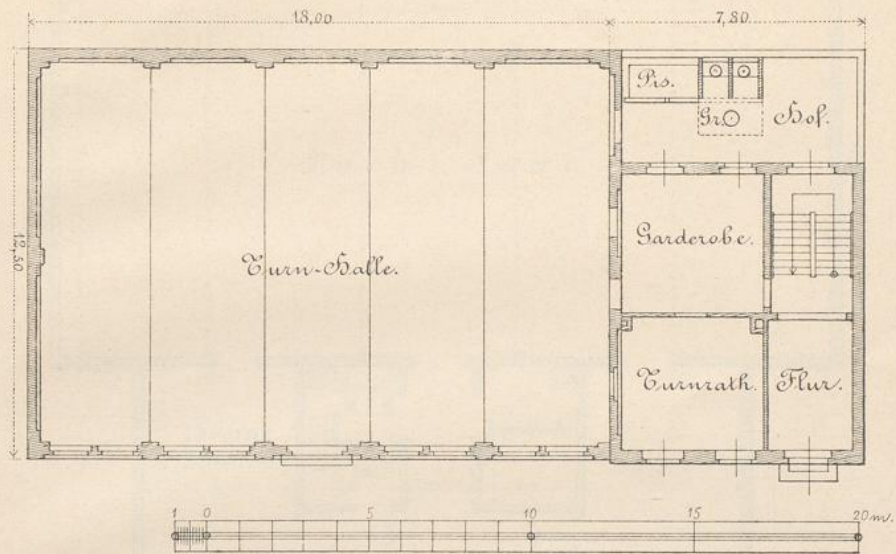 18,00
7,80
Pis.
Gr.
Hof.
12,50
Garderobe.
Turn-Halle.
Turnrath.
Flur.
1 0 5 10 15 20 m.